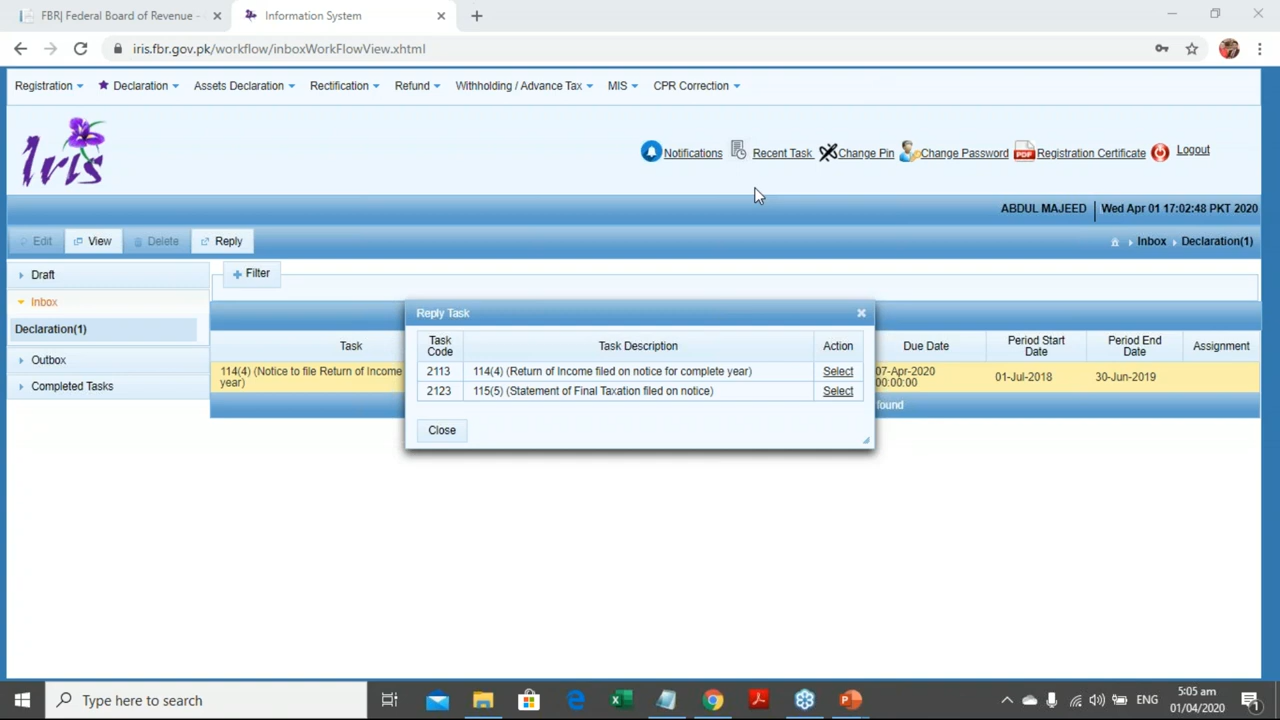 FBR| Federal Board of Revenue -
Information System
iris.fbr.gov.pk/workflow/inboxWorkFlowView.xhtml
Registration Declaration Assets Declaration Rectification Refund Withholding / Advance Tax MIS CPR Correction
Iris
Notifications Recent Task Change Pin Change Password PDF Registration Certificate Logout
ABDUL MAJEED Wed Apr 01 17:02:48 PKT 2020
Edit View Delete Reply Inbox Declaration(1)
Draft
Filter
Inbox
Declaration(1)
Outbox
Completed Tasks
Task Due Date Period Start Date Period End Date Assignment
114(4) (Notice to file Return of Income
year)
07-Apr-2020
00:00:00
01-Jul-2018 30-Jun-2019
found
Reply Task
Task Code Task Description Action
2113 114(4) (Return of Income filed on notice for complete year) Select
2123 115(5) (Statement of Final Taxation filed on notice) Select
Close
Type here to search
ENG
5:05 am
01/04/2020
1